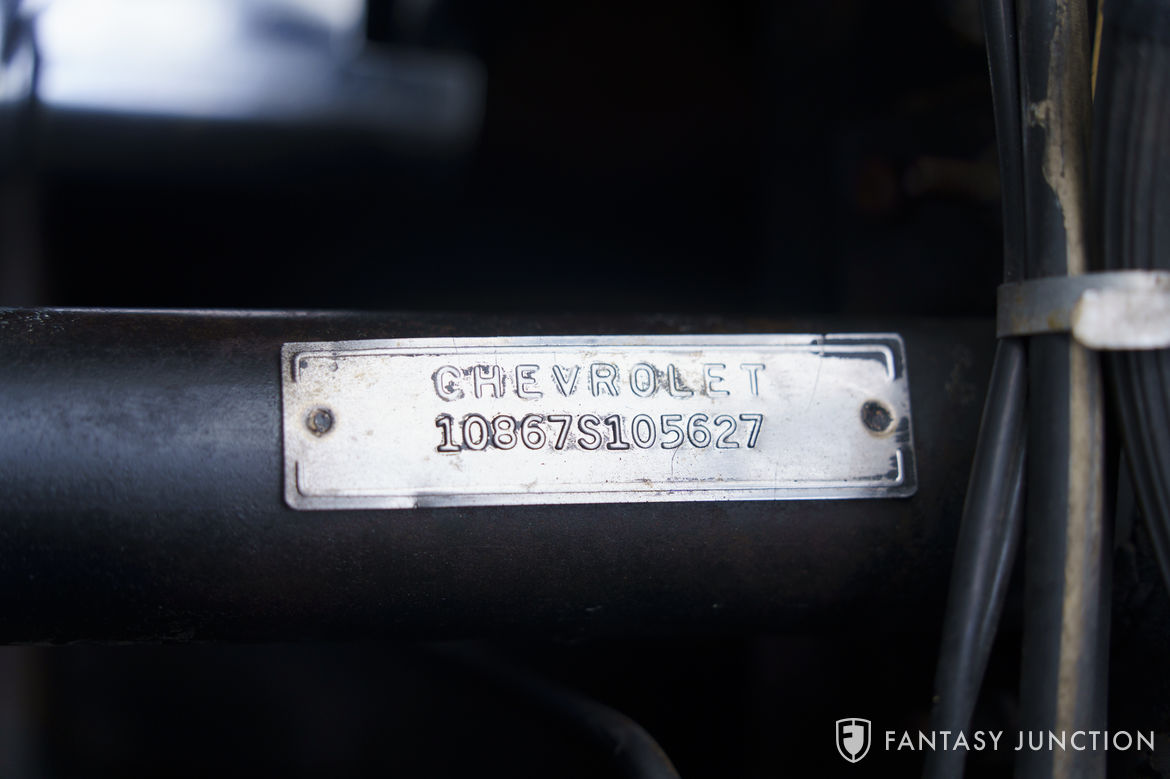 CHEVROLET
10867S105627
FANTASY JUNCTION